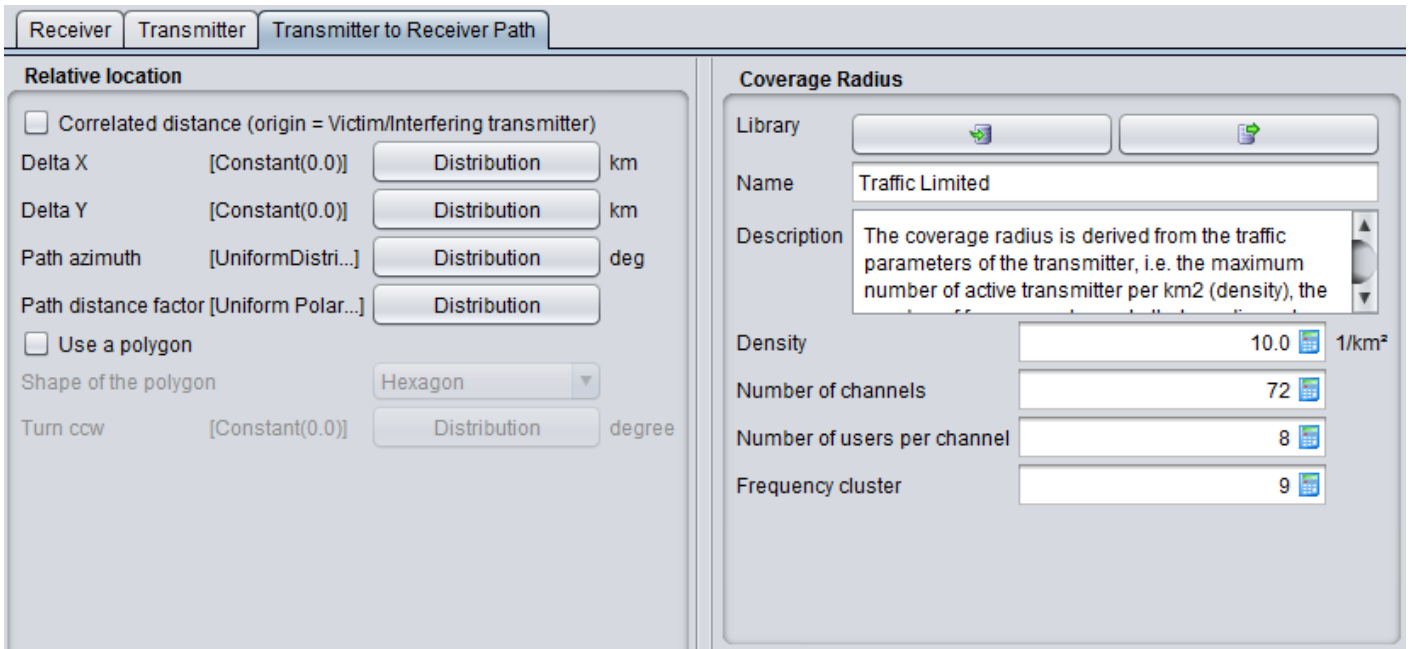 Receiver Transmitter Transmitter to Receiver Path
Relative location
Correlated distance (origin = Victim/Interfering transmitter)
Delta X [Constant(0.0)] Distribution km
Delta Y [Constant(0.0)] Distribution km
Path azimuth [UniformDistri...] Distribution deg
Path distance factor [Uniform Polar...] Distribution
Use a polygon
Shape of the polygon Hexagon
Turn ccw [Constant(0.0)] Distribution degree
Coverage Radius
Library
Name Traffic Limited
Description The coverage radius is derived from the traffic
parameters of the transmitter, i.e. the maximum
number of active transmitter per km2 (density), the
Density 10.0 1/km²
Number of channels 72
Number of users per channel 8
Frequency cluster 9